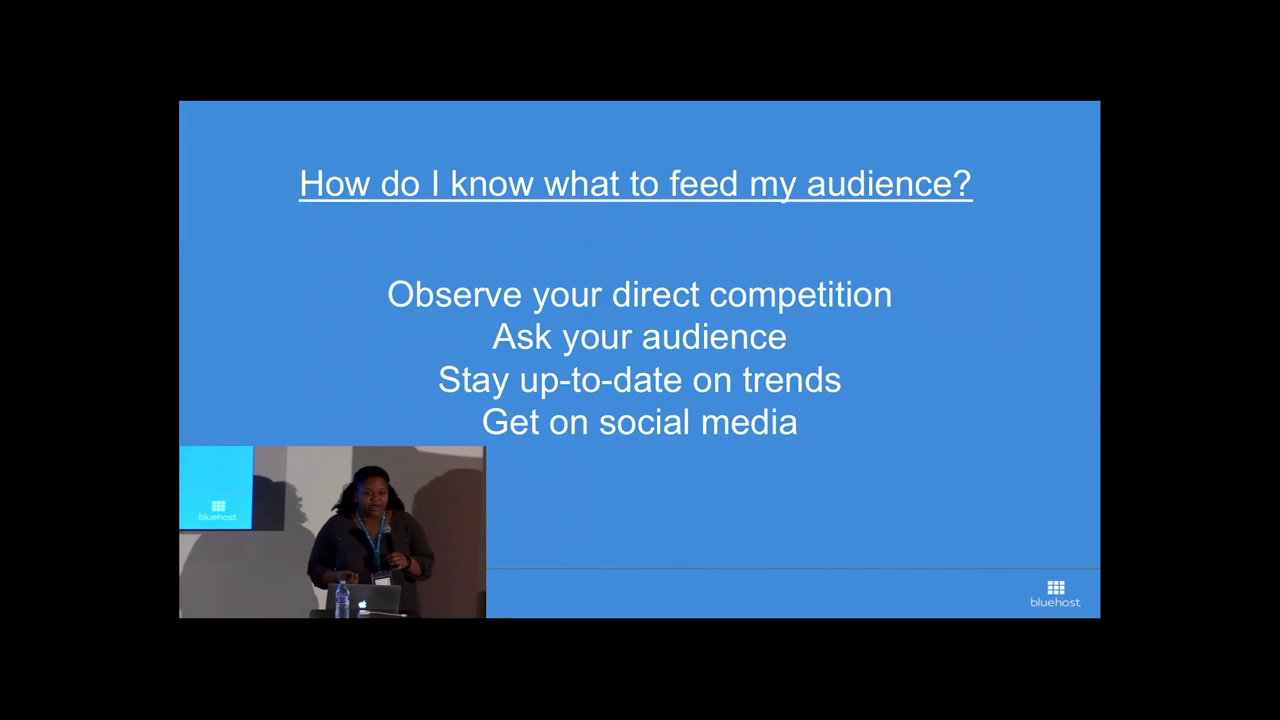 How do I know what to feed my audience?
Observe your direct competition
Ask your audience
Stay up-to-date on trends
Get on social media
bluehost
bluehost